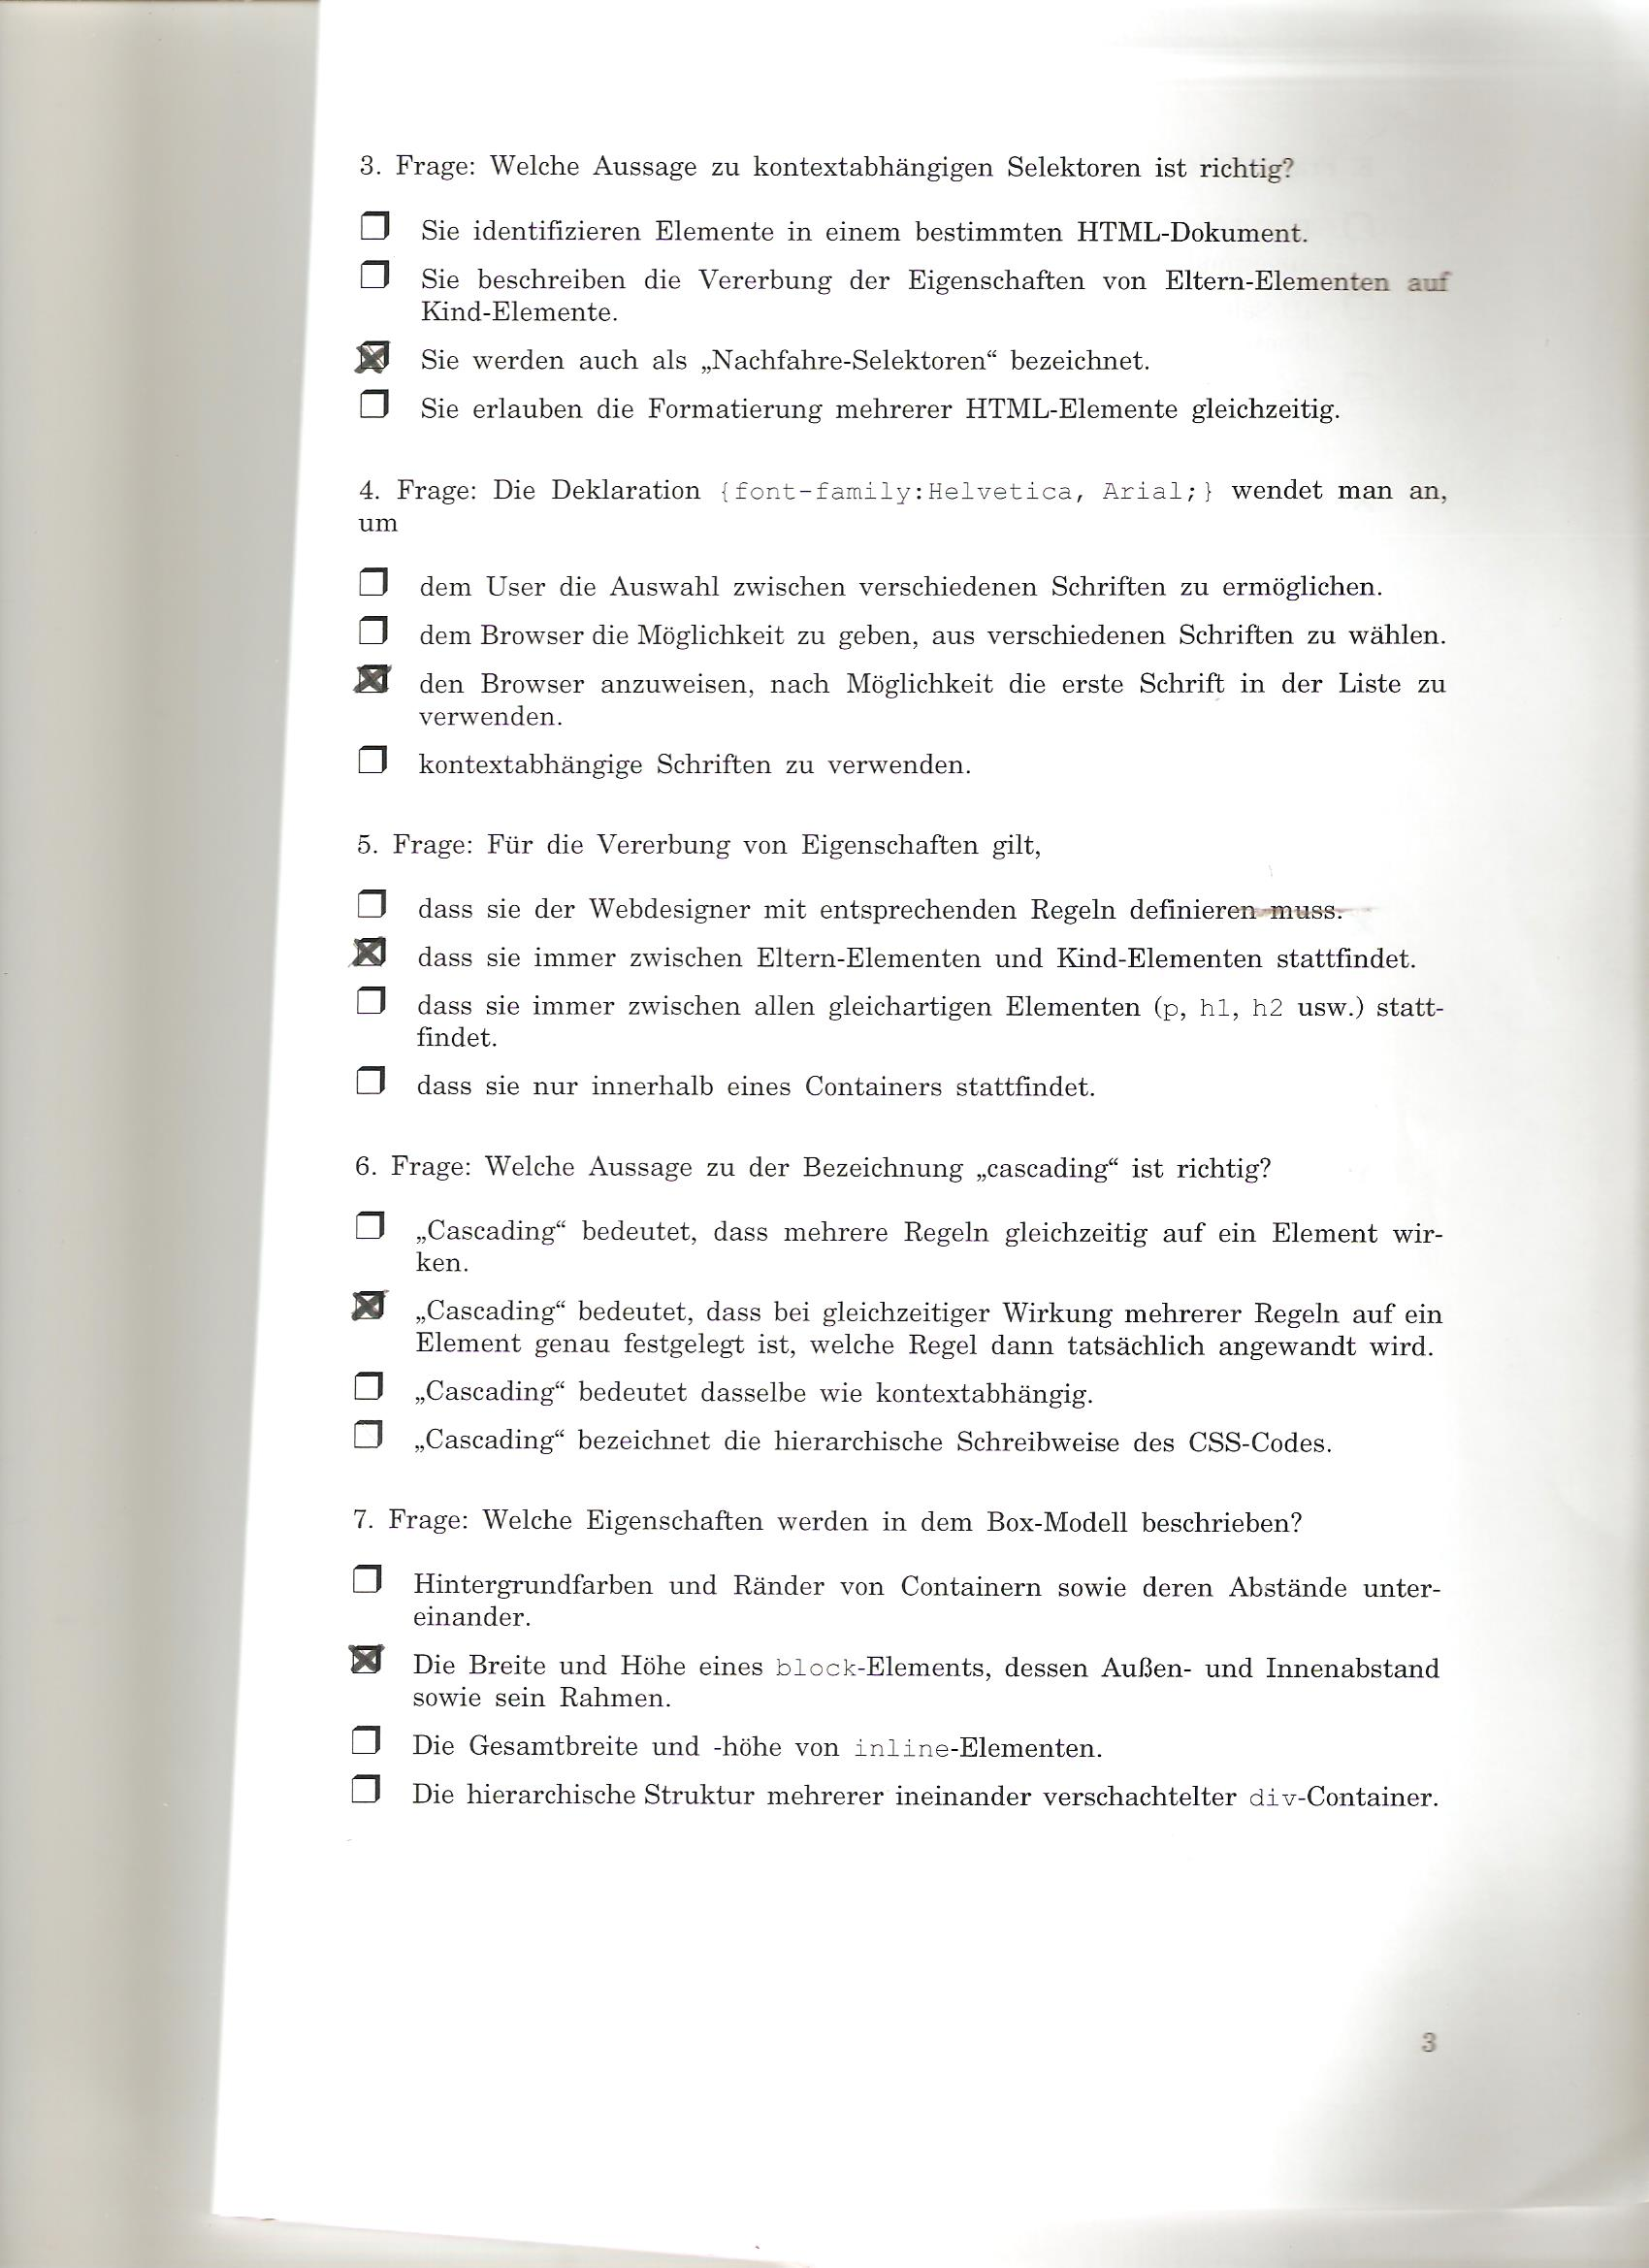 3. Frage: Welche Aussage zu kontextabhängigen Selektoren ist richtig?
Sie identifizieren Elemente in einem bestimmten HTML-Dokument.
Sie beschreiben die Vererbung der Eigenschaften von Eltern-Elementen auf
Kind-Elemente.
Sie werden auch als „Nachfahre-Selektoren“ bezeichnet.
Sie erlauben die Formatierung mehrerer HTML-Elemente gleichzeitig.
4. Frage: Die Deklaration {font-family:Helvetica, Arial;} wendet man an,
um
dem User die Auswahl zwischen verschiedenen Schriften zu ermöglichen.
dem Browser die Möglichkeit zu geben, aus verschiedenen Schriften zu wählen.
den Browser anzuweisen, nach Möglichkeit die erste Schrift in der Liste zu
verwenden.
kontextabhängige Schriften zu verwenden.
5. Frage: Für die Vererbung von Eigenschaften gilt,
dass sie der Webdesigner mit entsprechenden Regeln definieren muss.
dass sie immer zwischen Eltern-Elementen und Kind-Elementen stattfindet.
dass sie immer zwischen allen gleichartigen Elementen (p, h1, h2 usw.) statt-
findet.
dass sie nur innerhalb eines Containers stattfindet.
6. Frage: Welche Aussage zu der Bezeichnung „cascading“ ist richtig?
„Cascading“ bedeutet, dass mehrere Regeln gleichzeitig auf ein Element wir-
ken.
„Cascading“ bedeutet, dass bei gleichzeitiger Wirkung mehrerer Regeln auf ein
Element genau festgelegt ist, welche Regel dann tatsächlich angewandt wird.
„Cascading“ bedeutet dasselbe wie kontextabhängig.
„Cascading“ bezeichnet die hierarchische Schreibweise des CSS-Codes.
7. Frage: Welche Eigenschaften werden in dem Box-Modell beschrieben?
Hintergrundfarben und Ränder von Containern sowie deren Abstände unter-
einander.
Die Breite und Höhe eines block-Elements, dessen Außen- und Innenabstand
sowie sein Rahmen.
Die Gesamtbreite und -höhe von inline-Elementen.
Die hierarchische Struktur mehrerer ineinander verschachtelter div-Container.
3